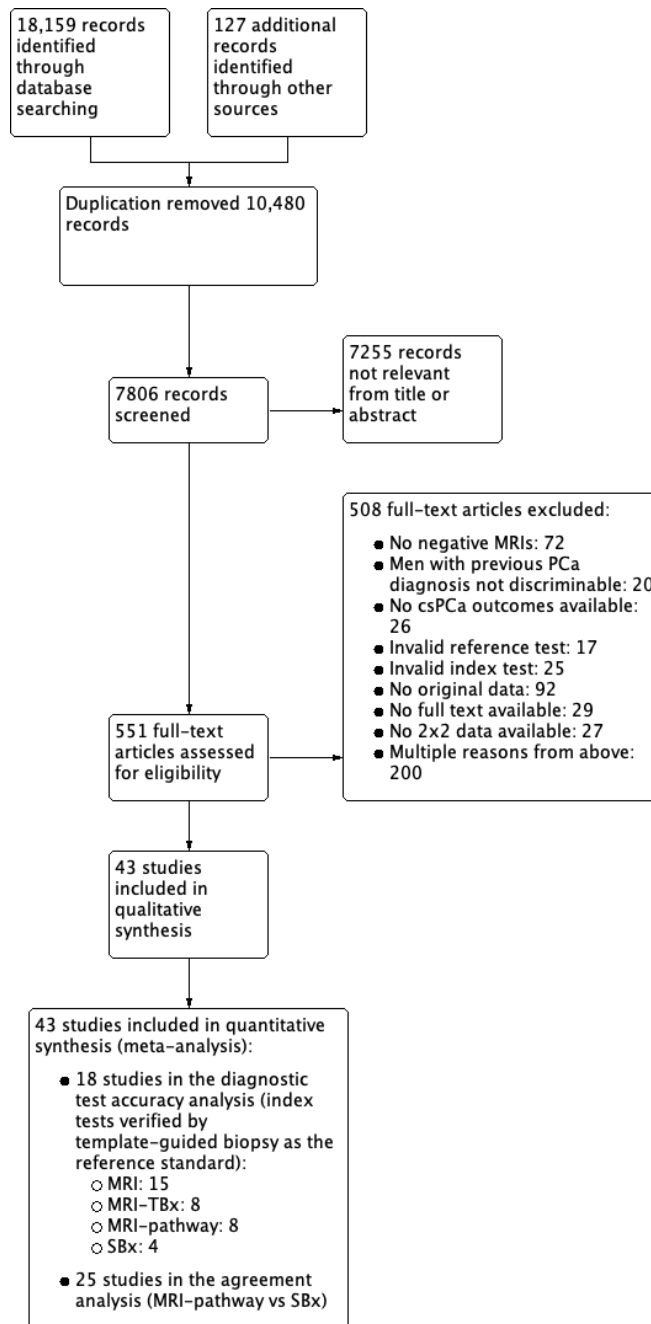 18,159 records
identified
through
database
searching
127 additional
records
identified
through other
sources
Duplication removed 10,480
records
7806 records
screened
7255 records
not relevant
from title or
abstract
508 full-text articles excluded:
● No negative MRIs: 72
● Men with previous PCa
diagnosis not discriminable: 20
● No csPCa outcomes available:
26
● Invalid reference test: 17
● Invalid index test: 25
● No original data: 92
● No full text available: 29
● No 2x2 data available: 27
● Multiple reasons from above:
200
551 full-text
articles assessed
for eligibility
43 studies
included in
qualitative
synthesis
43 studies included in quantitative
synthesis (meta-analysis):
● 18 studies in the diagnostic
test accuracy analysis (index
tests verified by
template-guided biopsy as the
reference standard):
○ MRI: 15
○ MRI-TBx: 8
○ MRI-pathway: 8
○ SBx: 4
● 25 studies in the agreement
analysis (MRI-pathway vs SBx)